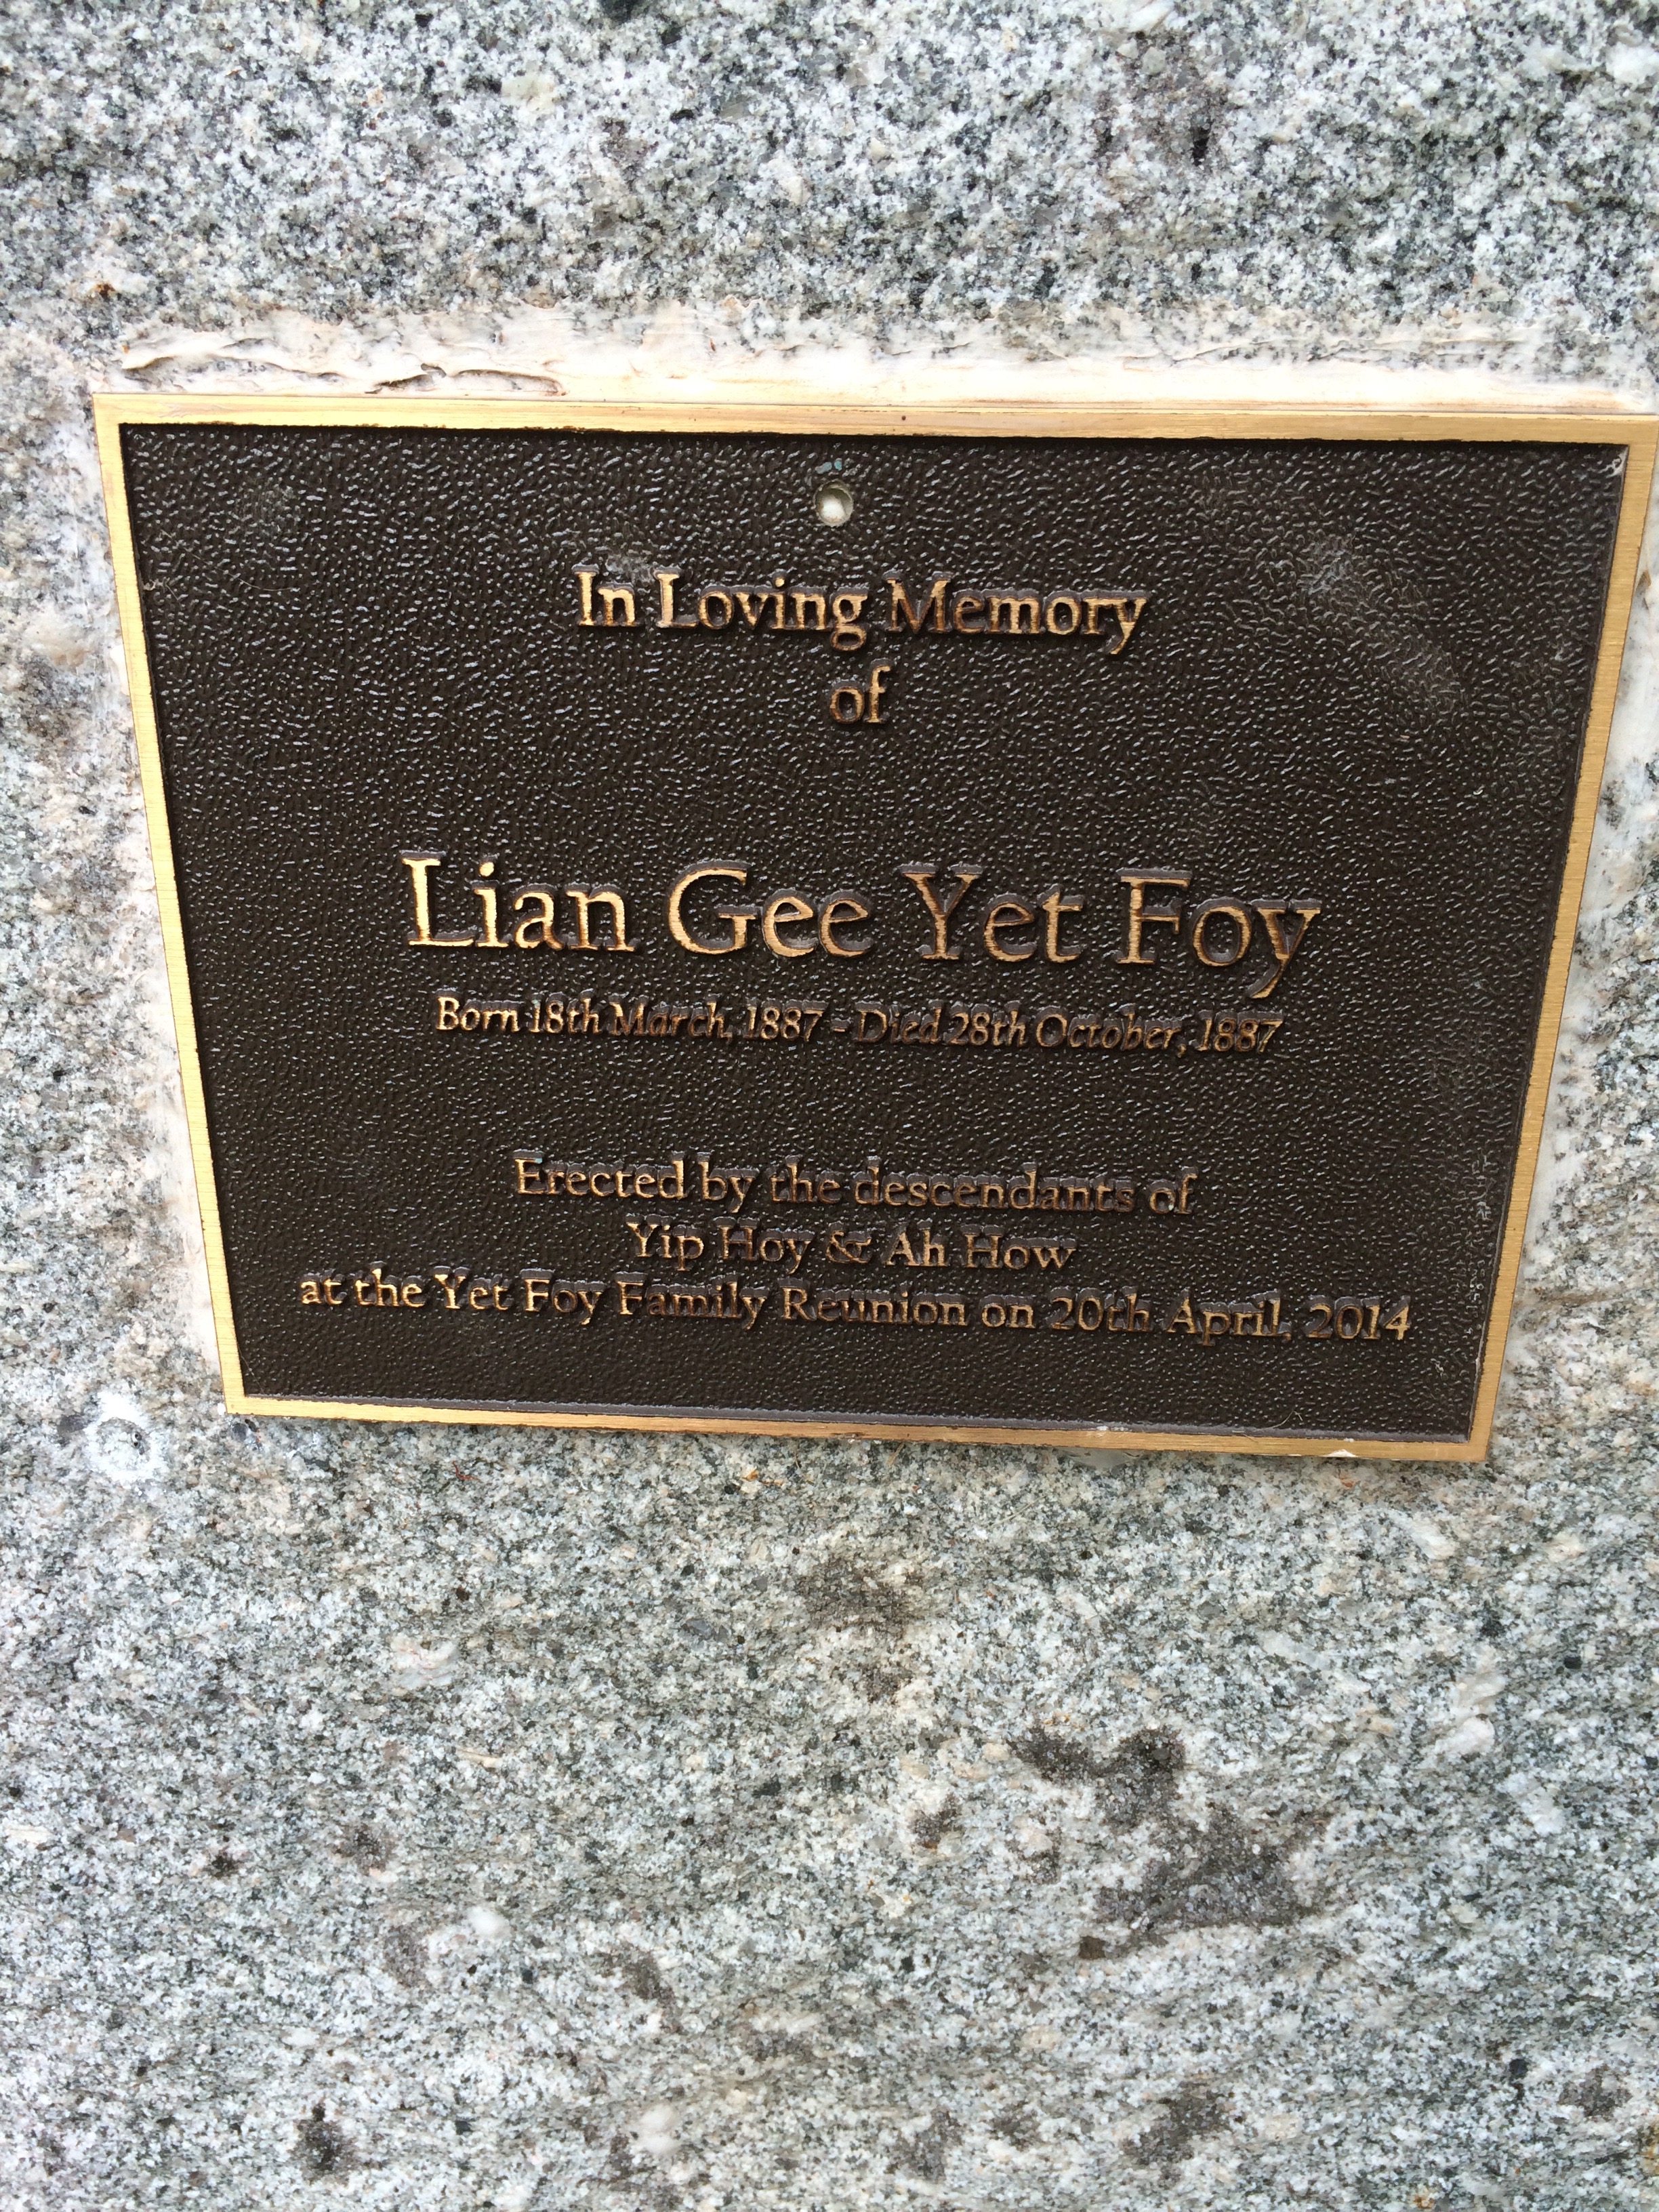 In Loving Memory
of
Lian Gee Yet Foy
Born 18th March, 1887 - Died 28th October, 1887
Erected by the descendants of
Yip Hoy & Ah How
at the Yet Foy Family Reunion on 20th April, 2014